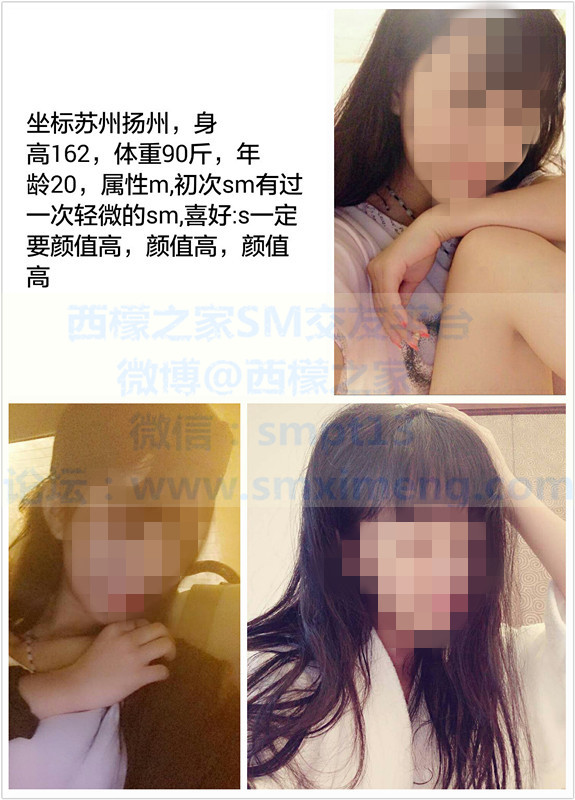 坐标苏州扬州，身
高162，体重90斤，年
龄20，属性m,初次sm有过
一次轻微的sm,喜好:s一定
要颜值高，颜值高，颜值
高
西檬之家SM交友平台
微博@西檬之家
微信：smpt13
论坛：www.smximeng.com